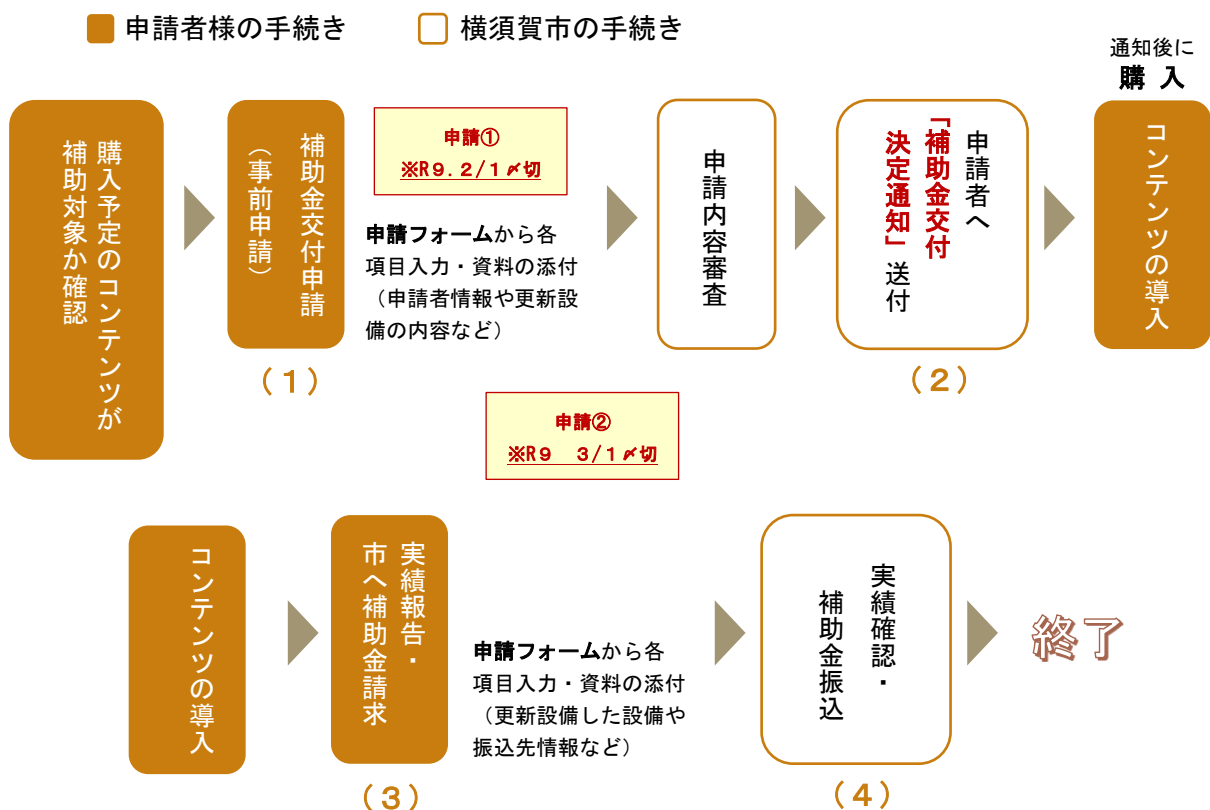 申請者様の手続き
横須賀市の手続き
購入予定のコンテンツが
補助対象か確認
補助金交付申請
（事前申請）
（１）
申請①
※R９.２/１〆切
申請フォームから各
項目入力・資料の添付
（申請者情報や更新設
備の内容など）
申請内容審査
申請者へ
「補助金交付
決定通知」送付
（２）
通知後に
購入
コンテンツの導入
申請②
※R９　３/１〆切
コンテンツの導入
実績報告・
市へ補助金請求
（３）
申請フォームから各
項目入力・資料の添付
（更新設備した設備や
振込先情報など）
実績確認・
補助金振込
（４）
終了